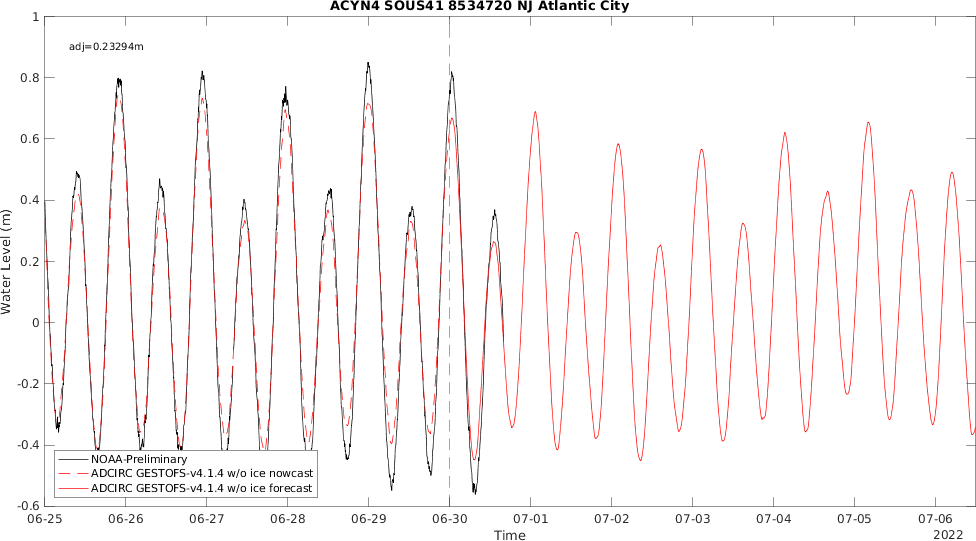 ACYN4 SOUS41 8534720 NJ Atlantic City
adj=0.23294m
1
0.8
0.6
0.4
0.2
0
-0.2
-0.4
-0.6
Water Level (m)
NOAA-Preliminary
ADCIRC GESTOFS-v4.1.4 w/o ice nowcast
ADCIRC GESTOFS-v4.1.4 w/o ice forecast
06-25 06-26 06-27 06-28 06-29 06-30 07-01 07-02 07-03 07-04 07-05 07-06
Time
2022